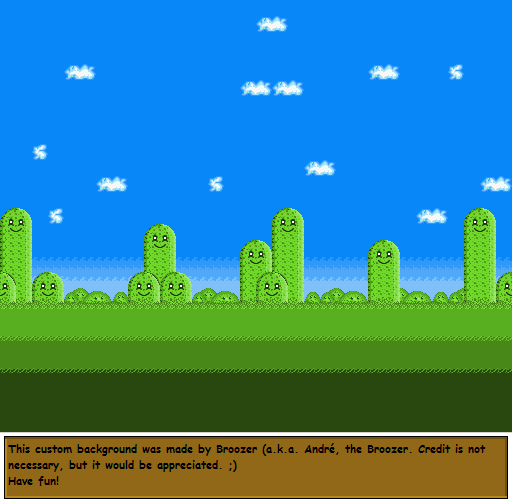 This custom background was made by Broozer (a.k.a. André, the Broozer. Credit is not
necessary, but it would be appreciated. ;)
Have fun!